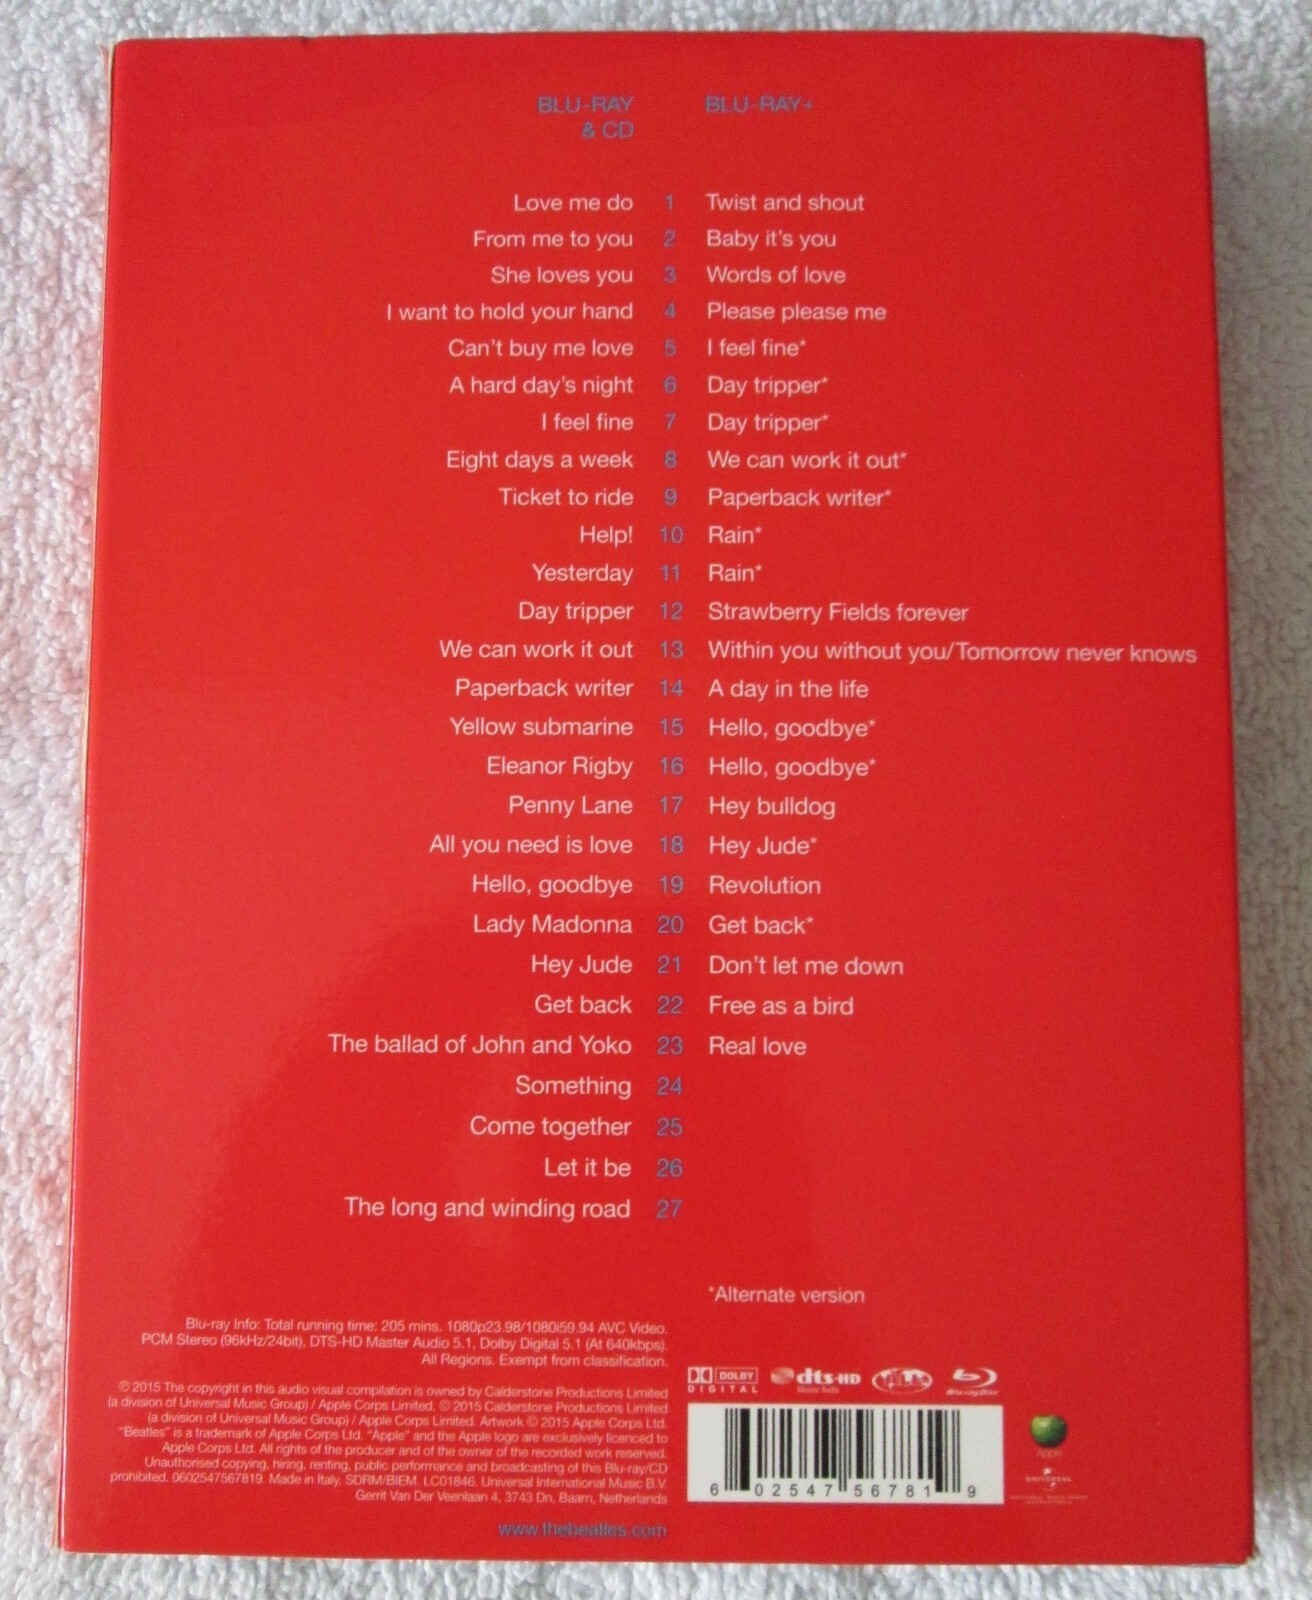 BLU-RAY
& CD
BLU-RAY+
Love me do 1 Twist and shout
From me to you 2 Baby it's you
She loves you 3 Words of love
I want to hold your hand 4 Please please me
Can't buy me love 5 I feel fine*
A hard day's night 6 Day tripper*
I feel fine 7 Day tripper*
Eight days a week 8 We can work it out*
Ticket to ride 9 Paperback writer*
Help! 10 Rain*
Yesterday 11 Rain*
Day tripper 12 Strawberry Fields forever
We can work it out 13 Within you without you/Tomorrow never knows
Paperback writer 14 A day in the life
Yellow submarine 15 Hello, goodbye*
Eleanor Rigby 16 Hello, goodbye*
Penny Lane 17 Hey bulldog
All you need is love 18 Hey Jude*
Hello, goodbye 19 Revolution
Lady Madonna 20 Get back*
Hey Jude 21 Don't let me down
Get back 22 Free as a bird
The ballad of John and Yoko 23 Real love
Something 24
Come together 25
Let it be 26
The long and winding road 27
*Alternate version
Blu-ray Info: Total running time: 205 mins. 1080p23.98/1080i59.94 AVC Video.
PCM Stereo (96kHz/24bit), DTS-HD Master Audio 5.1, Dolby Digital 5.1 (At 640kbps).
All Regions. Exempt from classification.
℗ 2015 The copyright in this audio visual compilation is owned by Calderstone Productions Limited
(a division of Universal Music Group) / Apple Corps Limited. © 2015 Calderstone Productions Limited
(a division of Universal Music Group) / Apple Corps Limited. Artwork © 2015 Apple Corps Ltd.
"Beatles" is a trademark of Apple Corps Ltd. "Apple" and the Apple logo are exclusively licenced to
Apple Corps Ltd. All rights of the producer and of the owner of the recorded work reserved.
Unauthorised copying, hiring, renting, public performance and broadcasting of this Blu-ray/CD
prohibited. 0602547567819. Made in Italy. SDRM/BIEM. LC01846. Universal International Music B.V.
Gerrit Van Der Veenlaan 4, 3743 Dn, Baarn, Netherlands
www.thebeatles.com
DOLBY
DIGITAL
dts-HD
Master Audio
Blu-ray Disc
6 02547 56781 9
Apple
UNIVERSAL